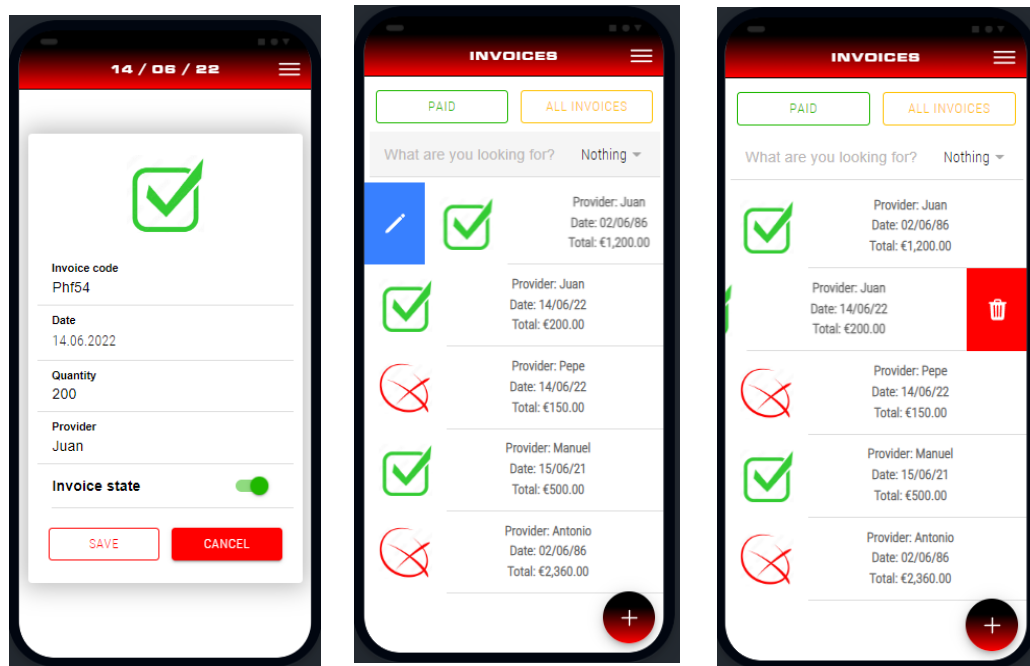 14 / 06 / 22
Invoice code
Phf54
Date
14.06.2022
Quantity
200
Provider
Juan
Invoice state
SAVE
CANCEL
INVOICES
PAID
ALL INVOICES
What are you looking for?
Nothing
Provider: Juan
Date: 02/06/86
Total: €1,200.00
Provider: Juan
Date: 14/06/22
Total: €200.00
Provider: Pepe
Date: 14/06/22
Total: €150.00
Provider: Manuel
Date: 15/06/21
Total: €500.00
Provider: Antonio
Date: 02/06/86
Total: €2,360.00
+
INVOICES
PAID
ALL INVOICES
What are you looking for?
Nothing
Provider: Juan
Date: 02/06/86
Total: €1,200.00
Provider: Juan
Date: 14/06/22
Total: €200.00
Provider: Pepe
Date: 14/06/22
Total: €150.00
Provider: Manuel
Date: 15/06/21
Total: €500.00
Provider: Antonio
Date: 02/06/86
Total: €2,360.00
+